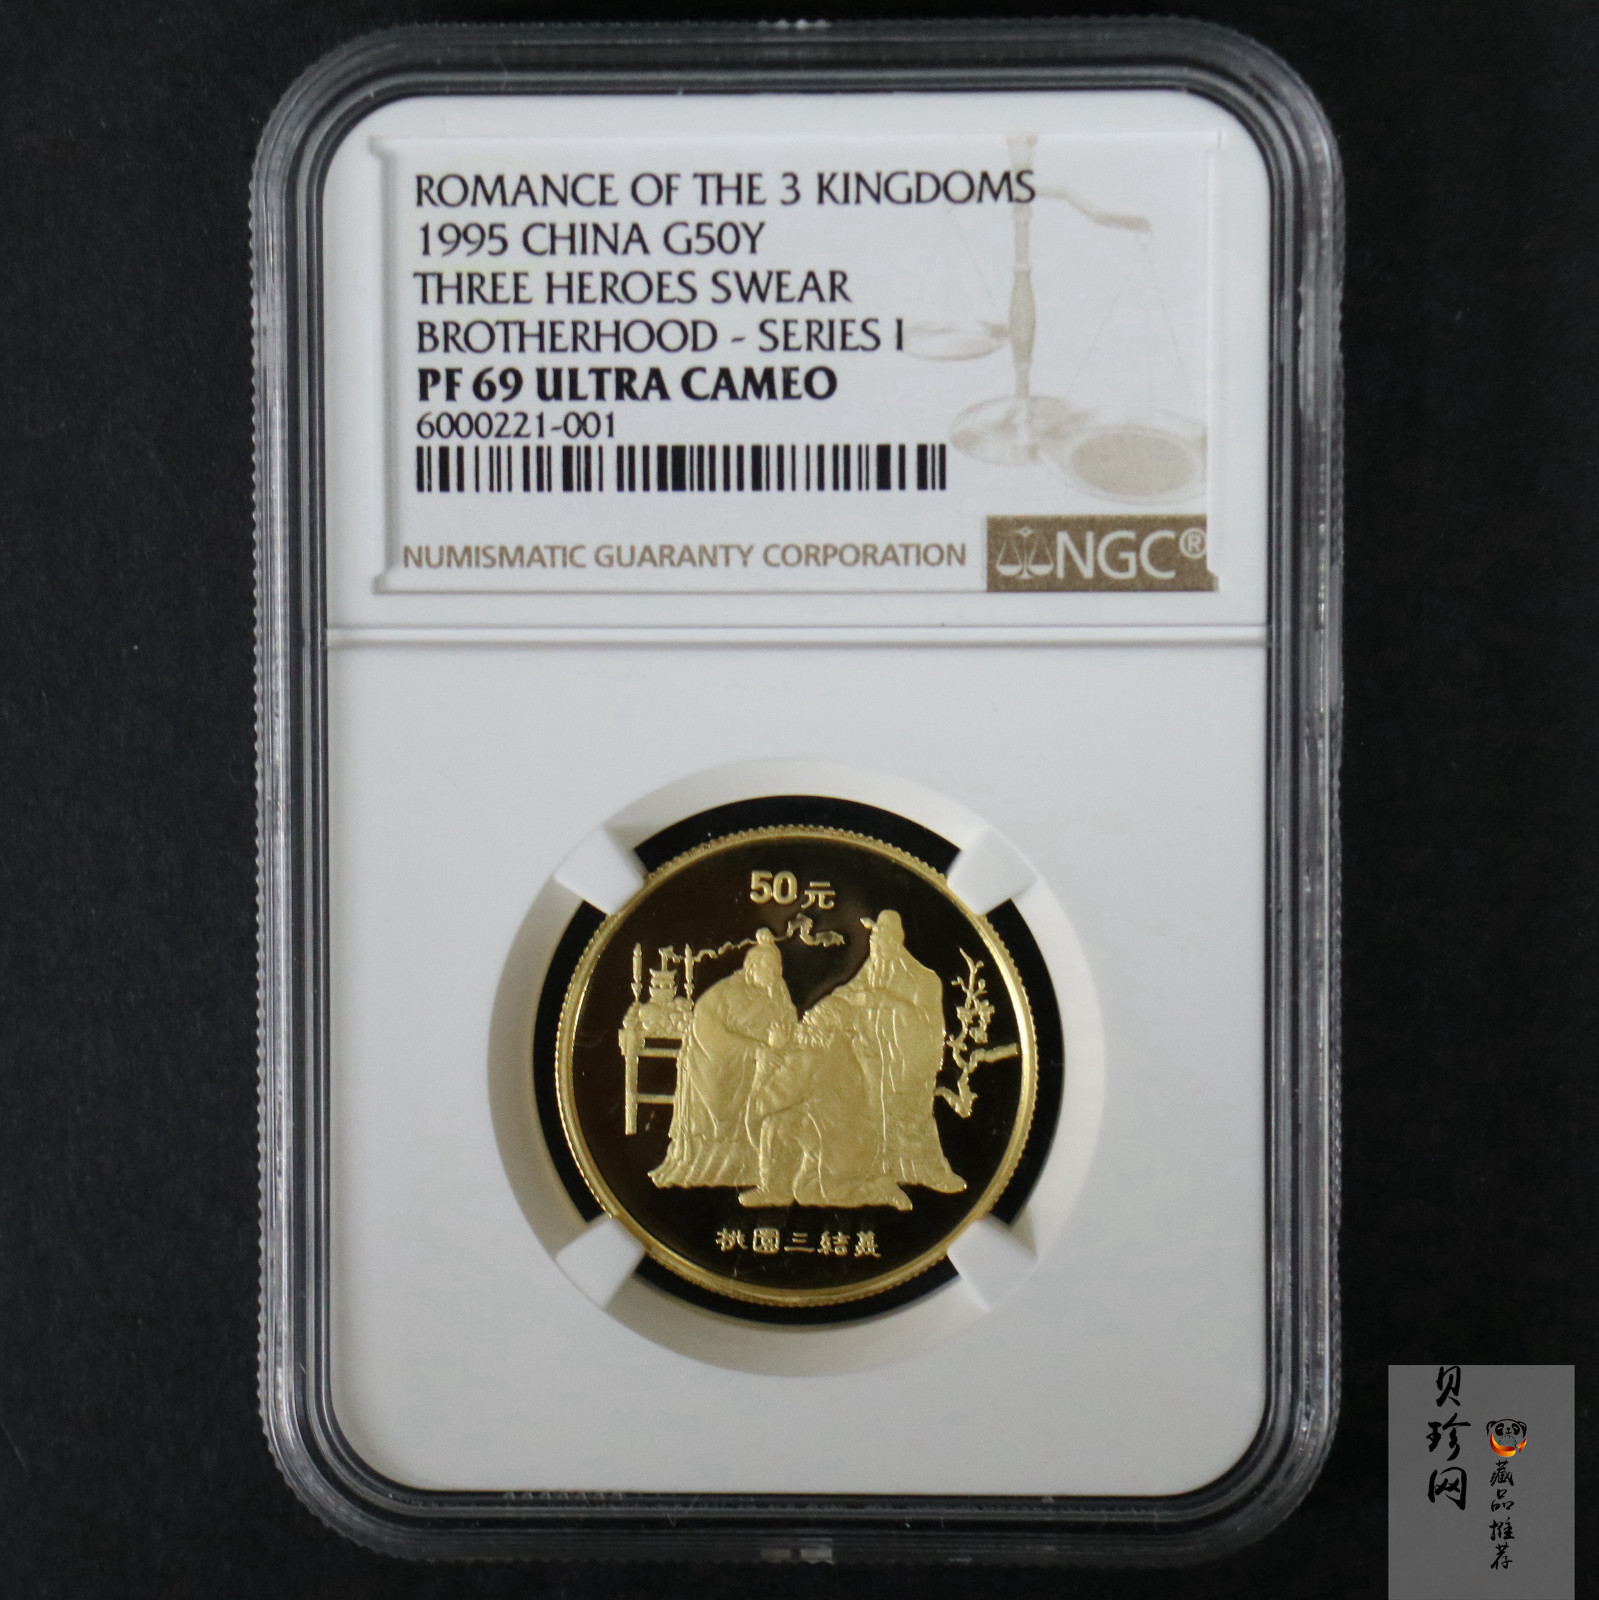 ROMANCE OF THE 3 KINGDOMS
1995 CHINA G50Y
THREE HEROES SWEAR
BROTHERHOOD - SERIES I
PF 69 ULTRA CAMEO
6000221-001
NUMISMATIC GUARANTY CORPORATION
NGC®
50元
桃園三結義
贝珍网
藏品推荐